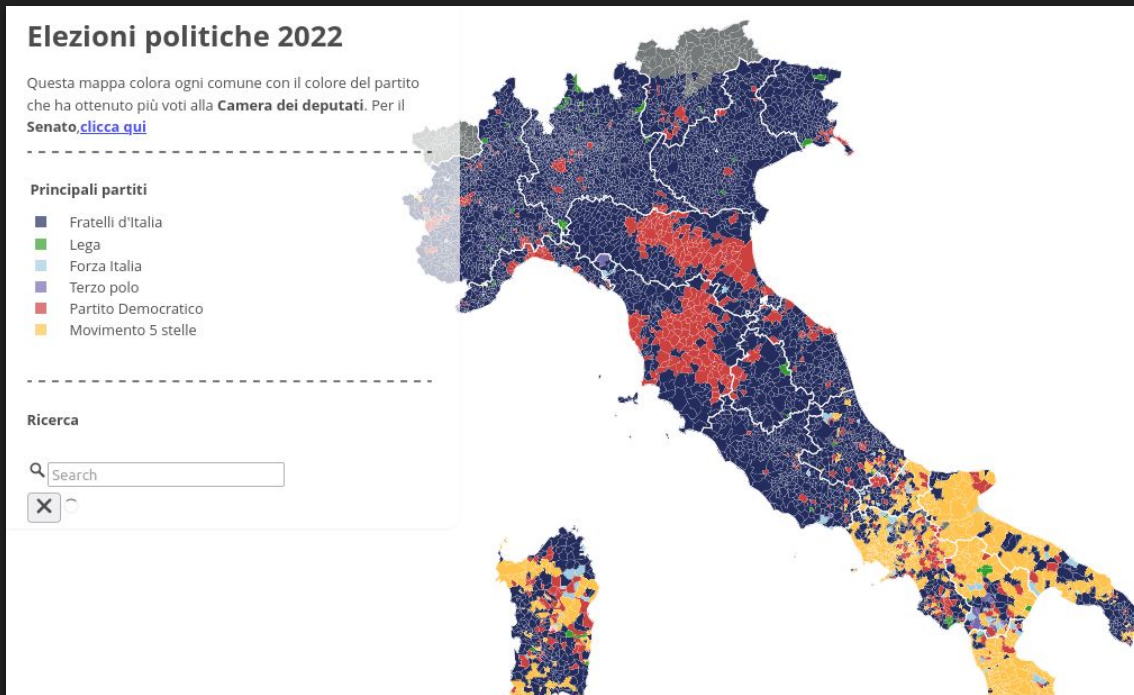 Elezioni politiche 2022
Questa mappa colora ogni comune con il colore del partito
che ha ottenuto più voti alla Camera dei deputati. Per il
Senato,clicca qui
Principali partiti
Fratelli d'Italia
Lega
Forza Italia
Terzo polo
Partito Democratico
Movimento 5 stelle
Ricerca
Search